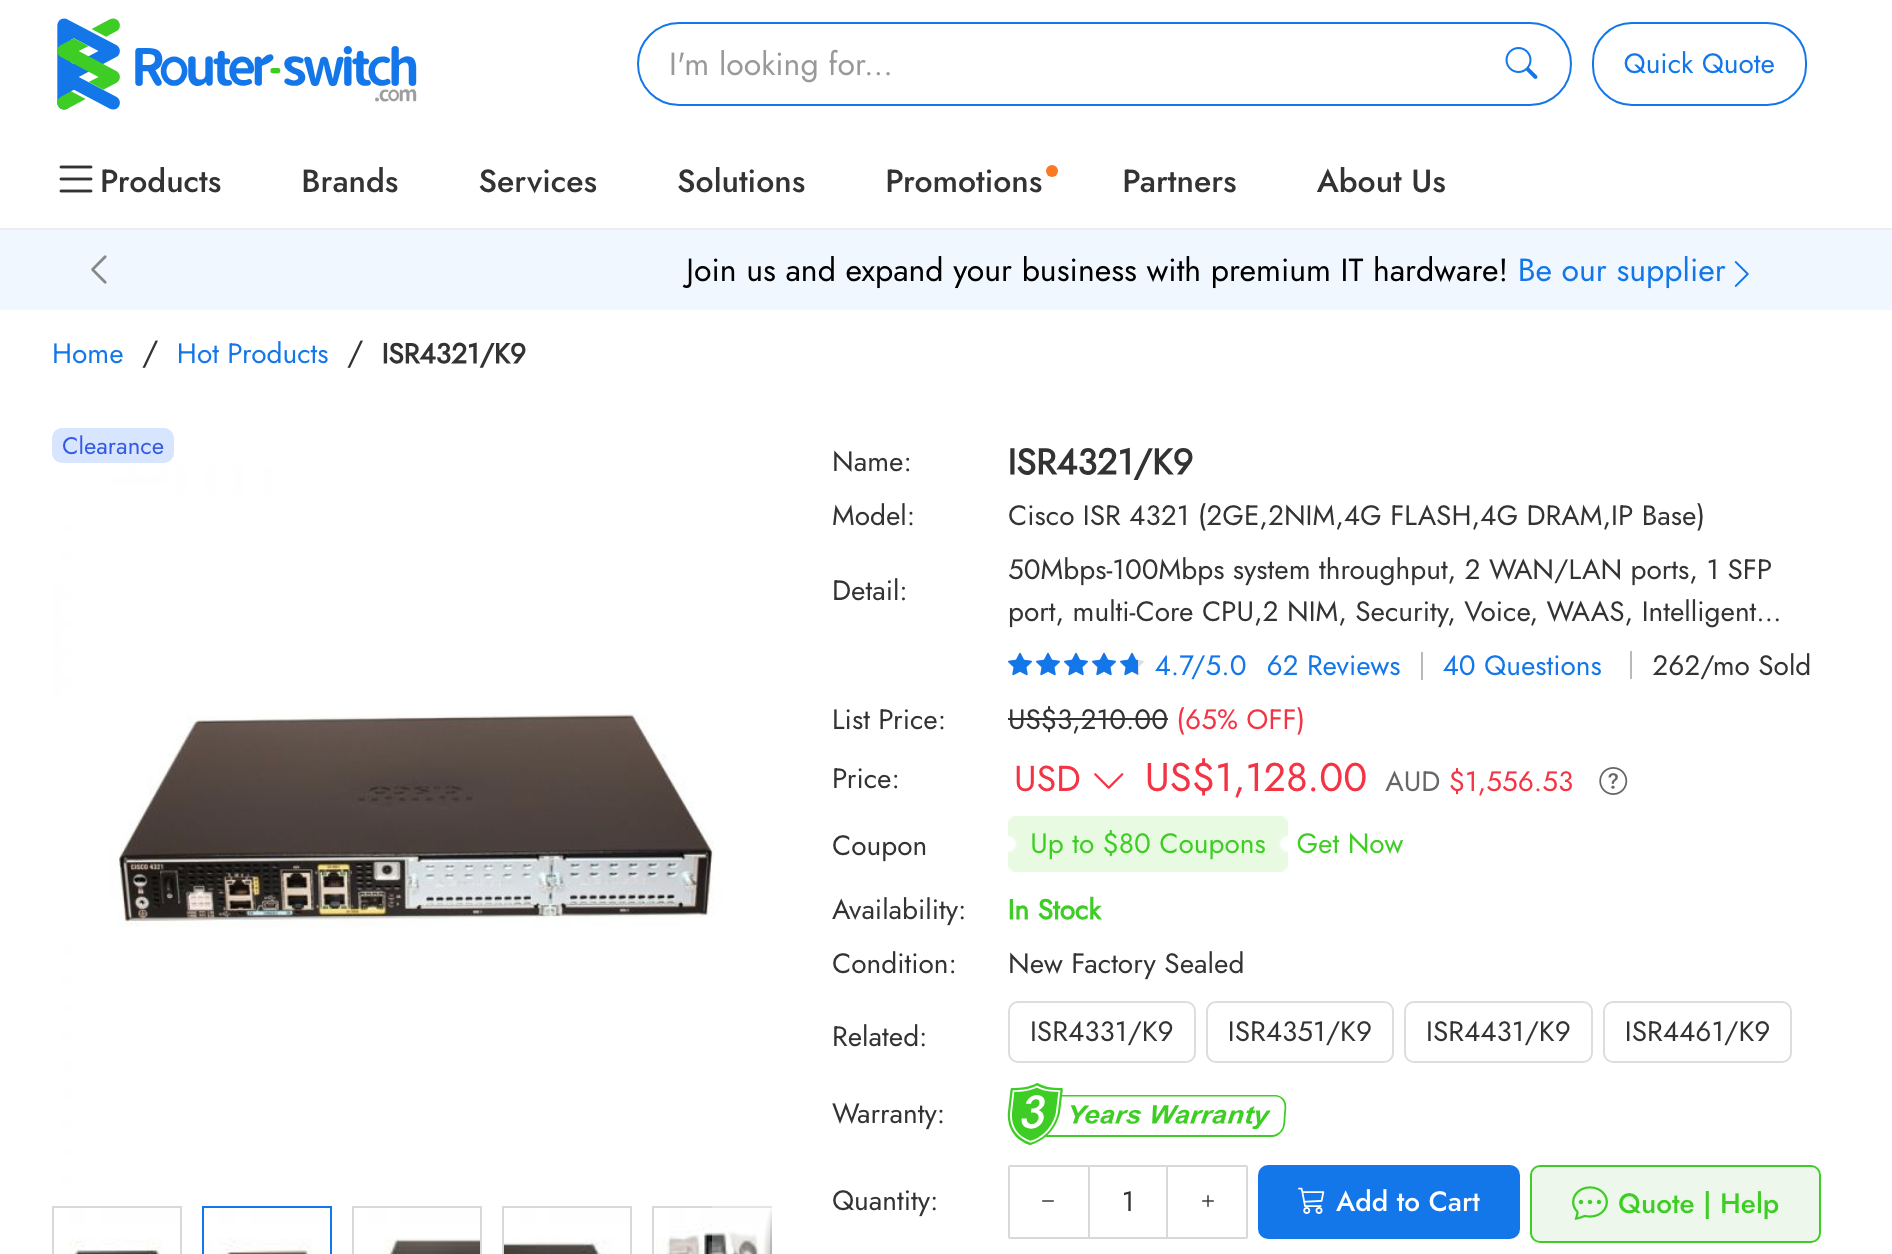 Router-switch
.com
I'm looking for...
Quick Quote
Products Brands Services Solutions Promotions Partners About Us
Join us and expand your business with premium IT hardware! Be our supplier
Home / Hot Products / ISR4321/K9
Clearance
Name: ISR4321/K9
Model: Cisco ISR 4321 (2GE,2NIM,4G FLASH,4G DRAM,IP Base)
Detail: 50Mbps-100Mbps system throughput, 2 WAN/LAN ports, 1 SFP
port, multi-Core CPU,2 NIM, Security, Voice, WAAS, Intelligent...
4.7/5.0 62 Reviews | 40 Questions | 262/mo Sold
List Price: US$3,210.00 (65% OFF)
Price: USD US$1,128.00 AUD $1,556.53 ?
Coupon Up to $80 Coupons Get Now
Availability: In Stock
Condition: New Factory Sealed
Related: ISR4331/K9 ISR4351/K9 ISR4431/K9 ISR4461/K9
Warranty: 3 Years Warranty
Quantity: − 1 + Add to Cart Quote | Help
CISCO
CISCO 4321